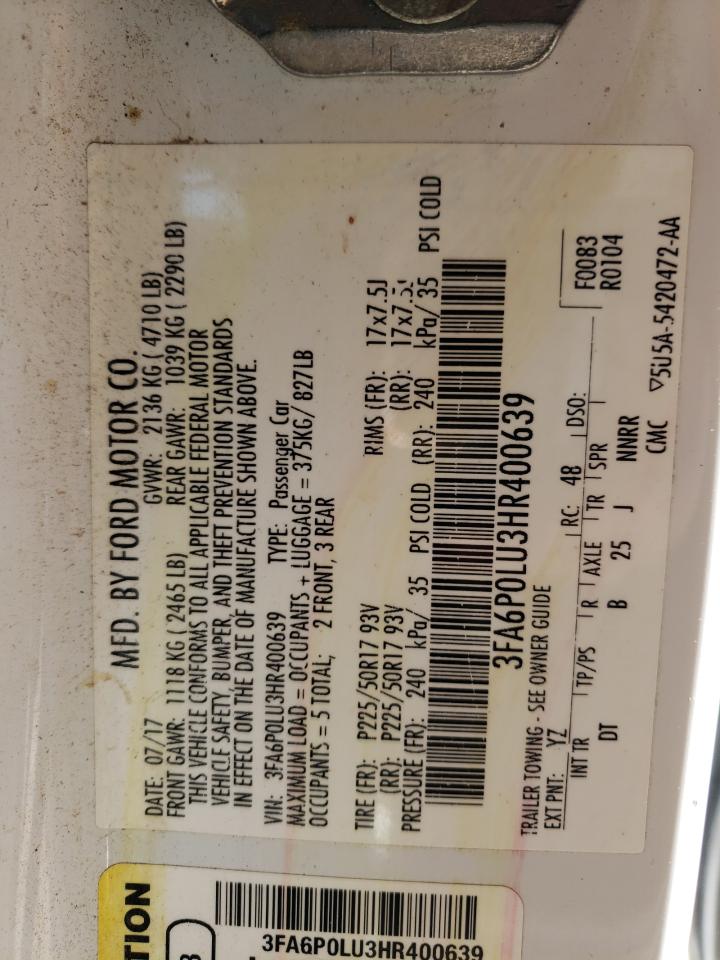 MFD. BY FORD MOTOR CO.
DATE: 07/17 GVWR: 2136 KG ( 4710 LB)
FRONT GAWR: 1118 KG ( 2465 LB) REAR GAWR: 1039 KG ( 2290 LB)
THIS VEHICLE CONFORMS TO ALL APPLICABLE FEDERAL MOTOR
VEHICLE SAFETY, BUMPER, AND THEFT PREVENTION STANDARDS
IN EFFECT ON THE DATE OF MANUFACTURE SHOWN ABOVE.
VIN: 3FA6P0LU3HR400639 TYPE: Passenger Car
MAXIMUM LOAD = OCCUPANTS + LUGGAGE = 375KG/ 827LB
OCCUPANTS = 5 TOTAL; 2 FRONT, 3 REAR
TIRE (FR): P225/50R17 93V RIMS (FR): 17x7.5J
(RR): P225/50R17 93V (RR): 17x7.5J
PRESSURE (FR): 240 kPa/ 35 PSI COLD (RR): 240 kPa/ 35 PSI COLD
3FA6P0LU3HR400639
TRAILER TOWING - SEE OWNER GUIDE
EXT PNT: YZ RC: 48 DSO: F0083
INT TR TP/PS R AXLE TR SPR R0104
DT B 25 J NNRR
CMC ▽5U5A-5420472-AA
TION
3FA6P0LU3HR400639